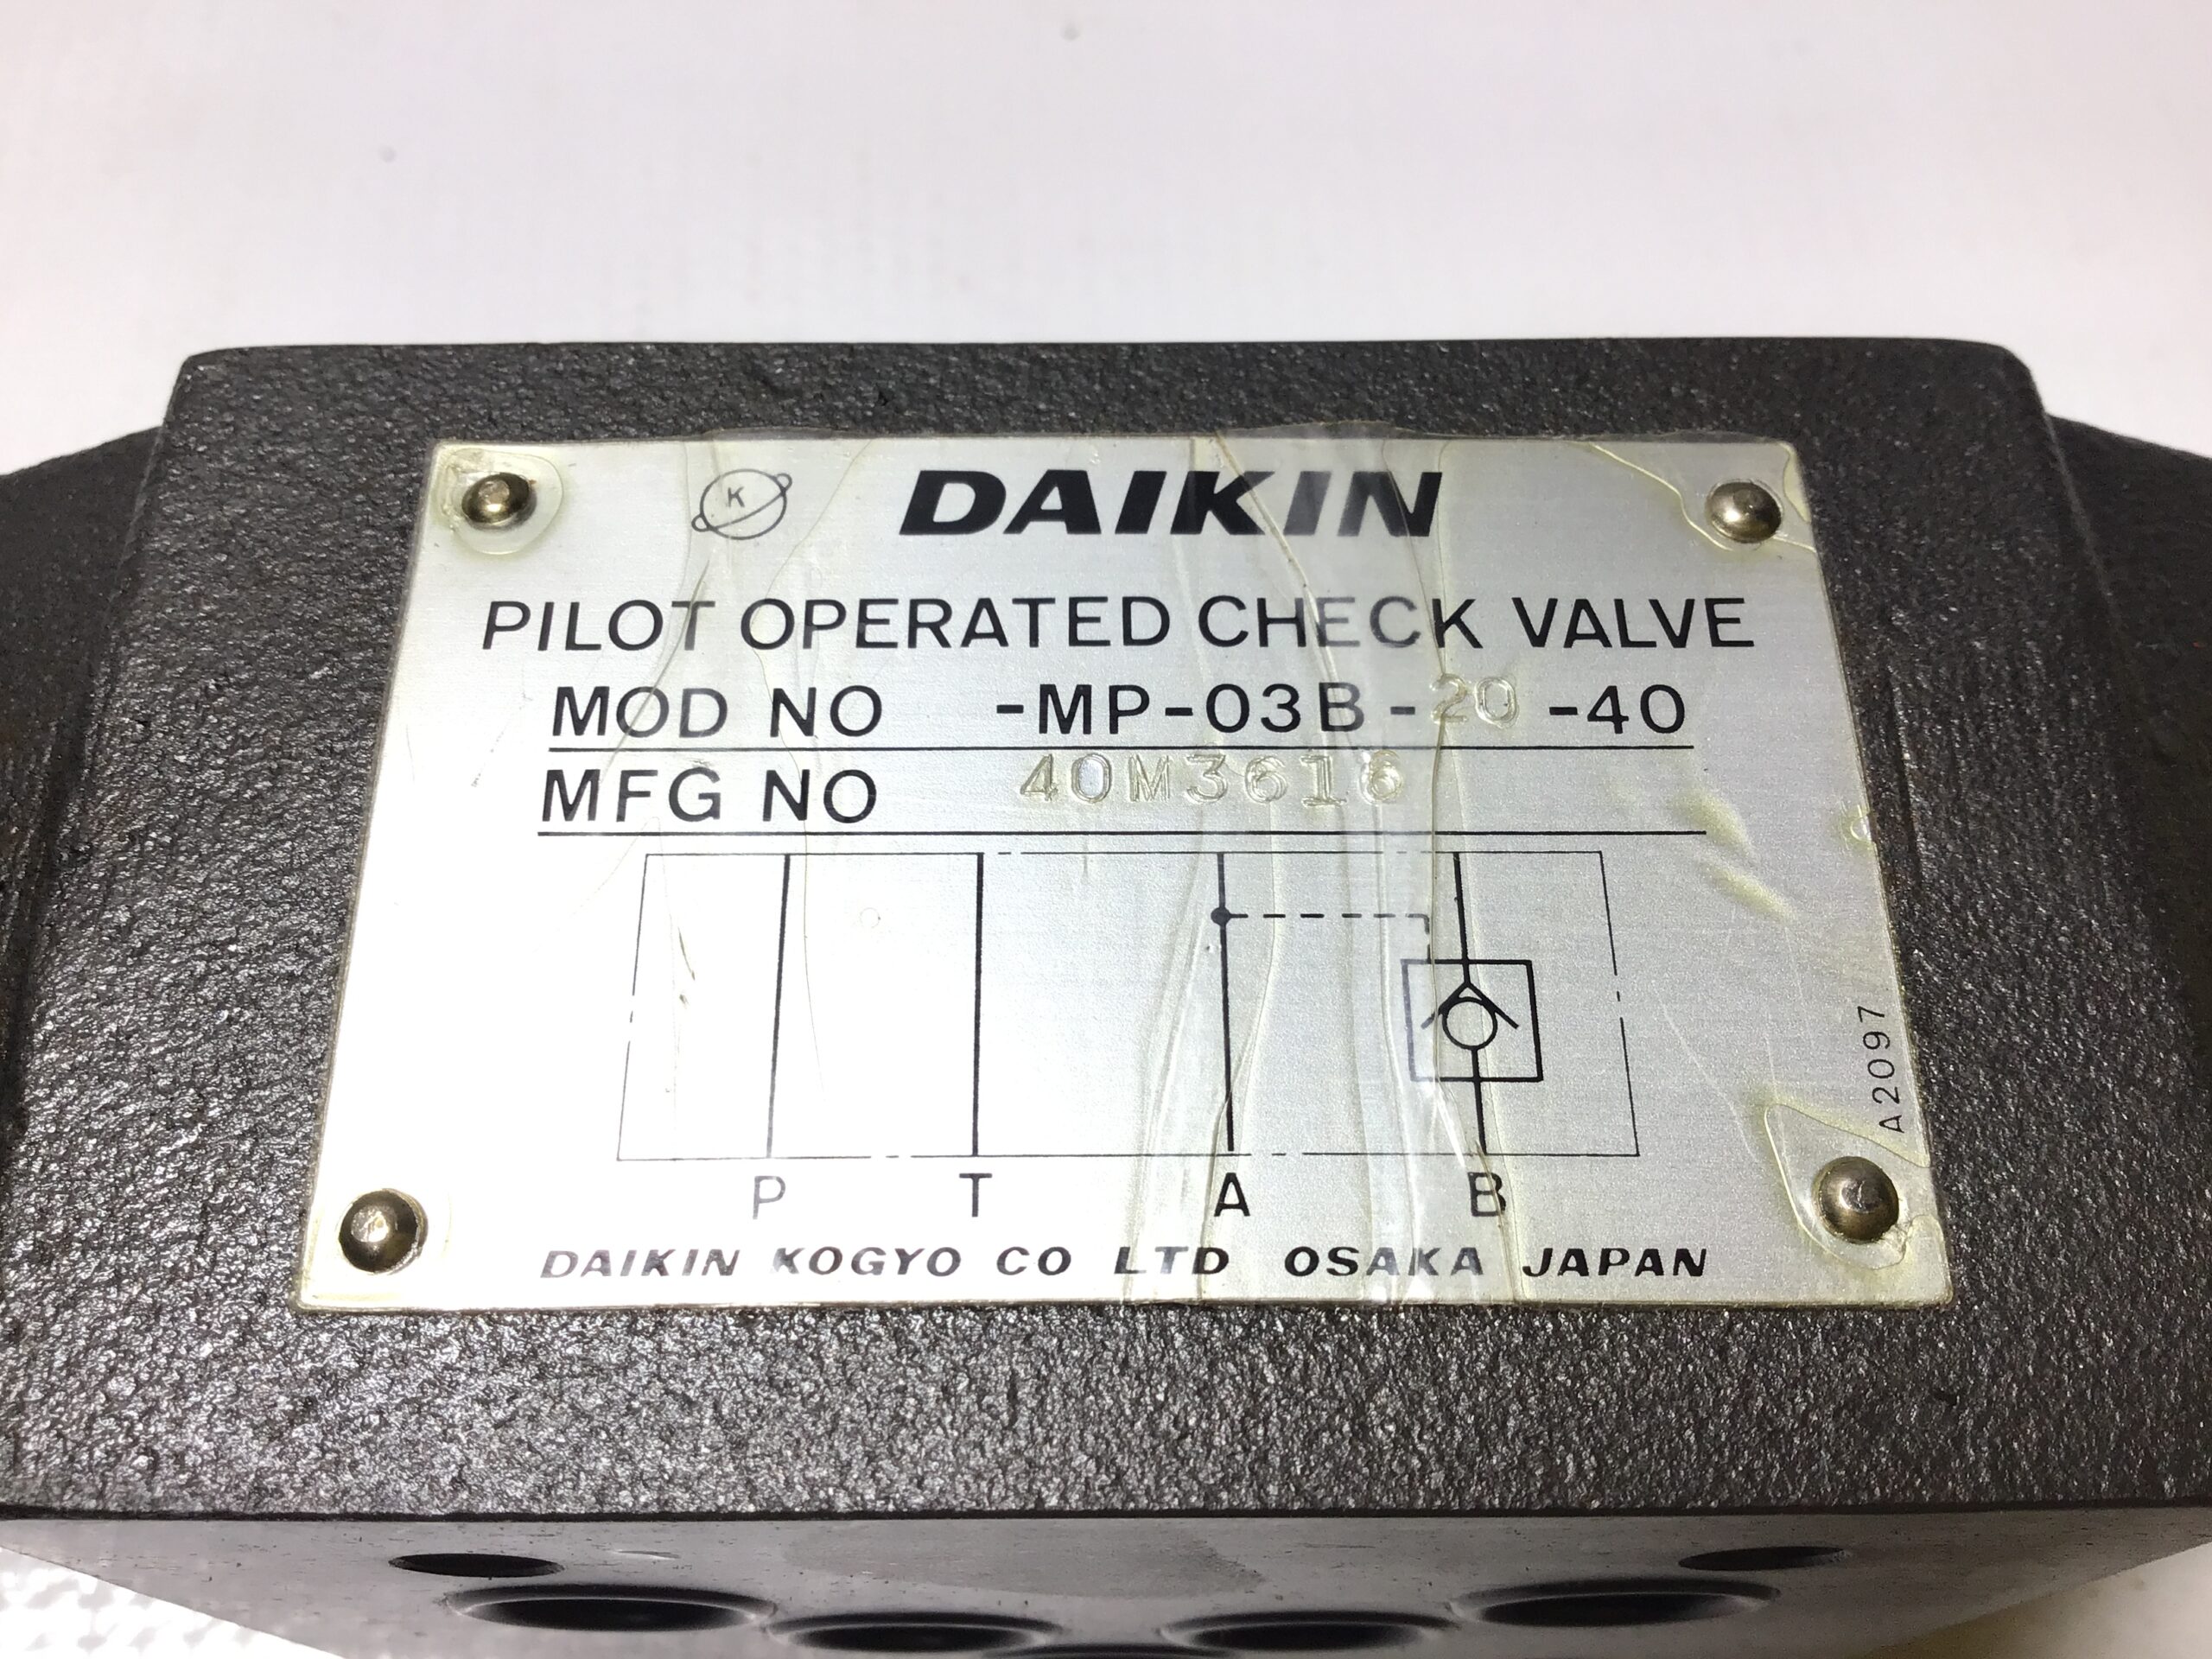 K DAIKIN
PILOT OPERATED CHECK VALVE
MOD NO -MP-03B-20-40
MFG NO 40M3616
P T A B
A2097
DAIKIN KOGYO CO LTD OSAKA JAPAN